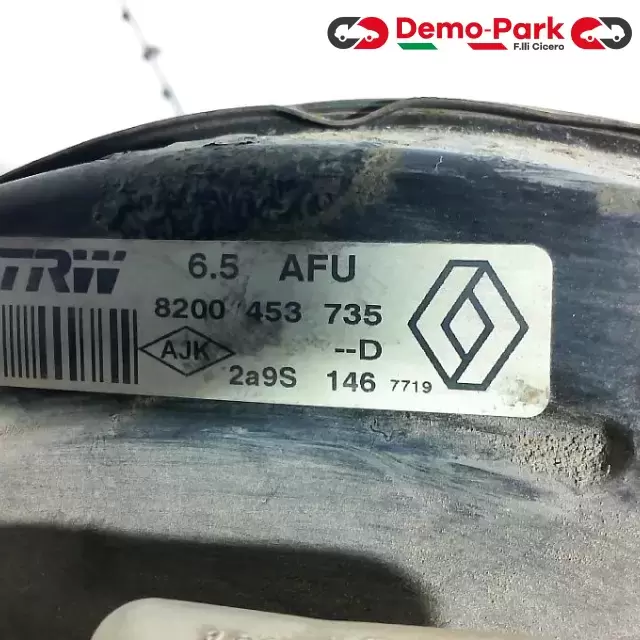 Demo-Park
F.lli Cicero
TRW 6.5 AFU
8200 453 735
AJK --D
2a9S 146 7719